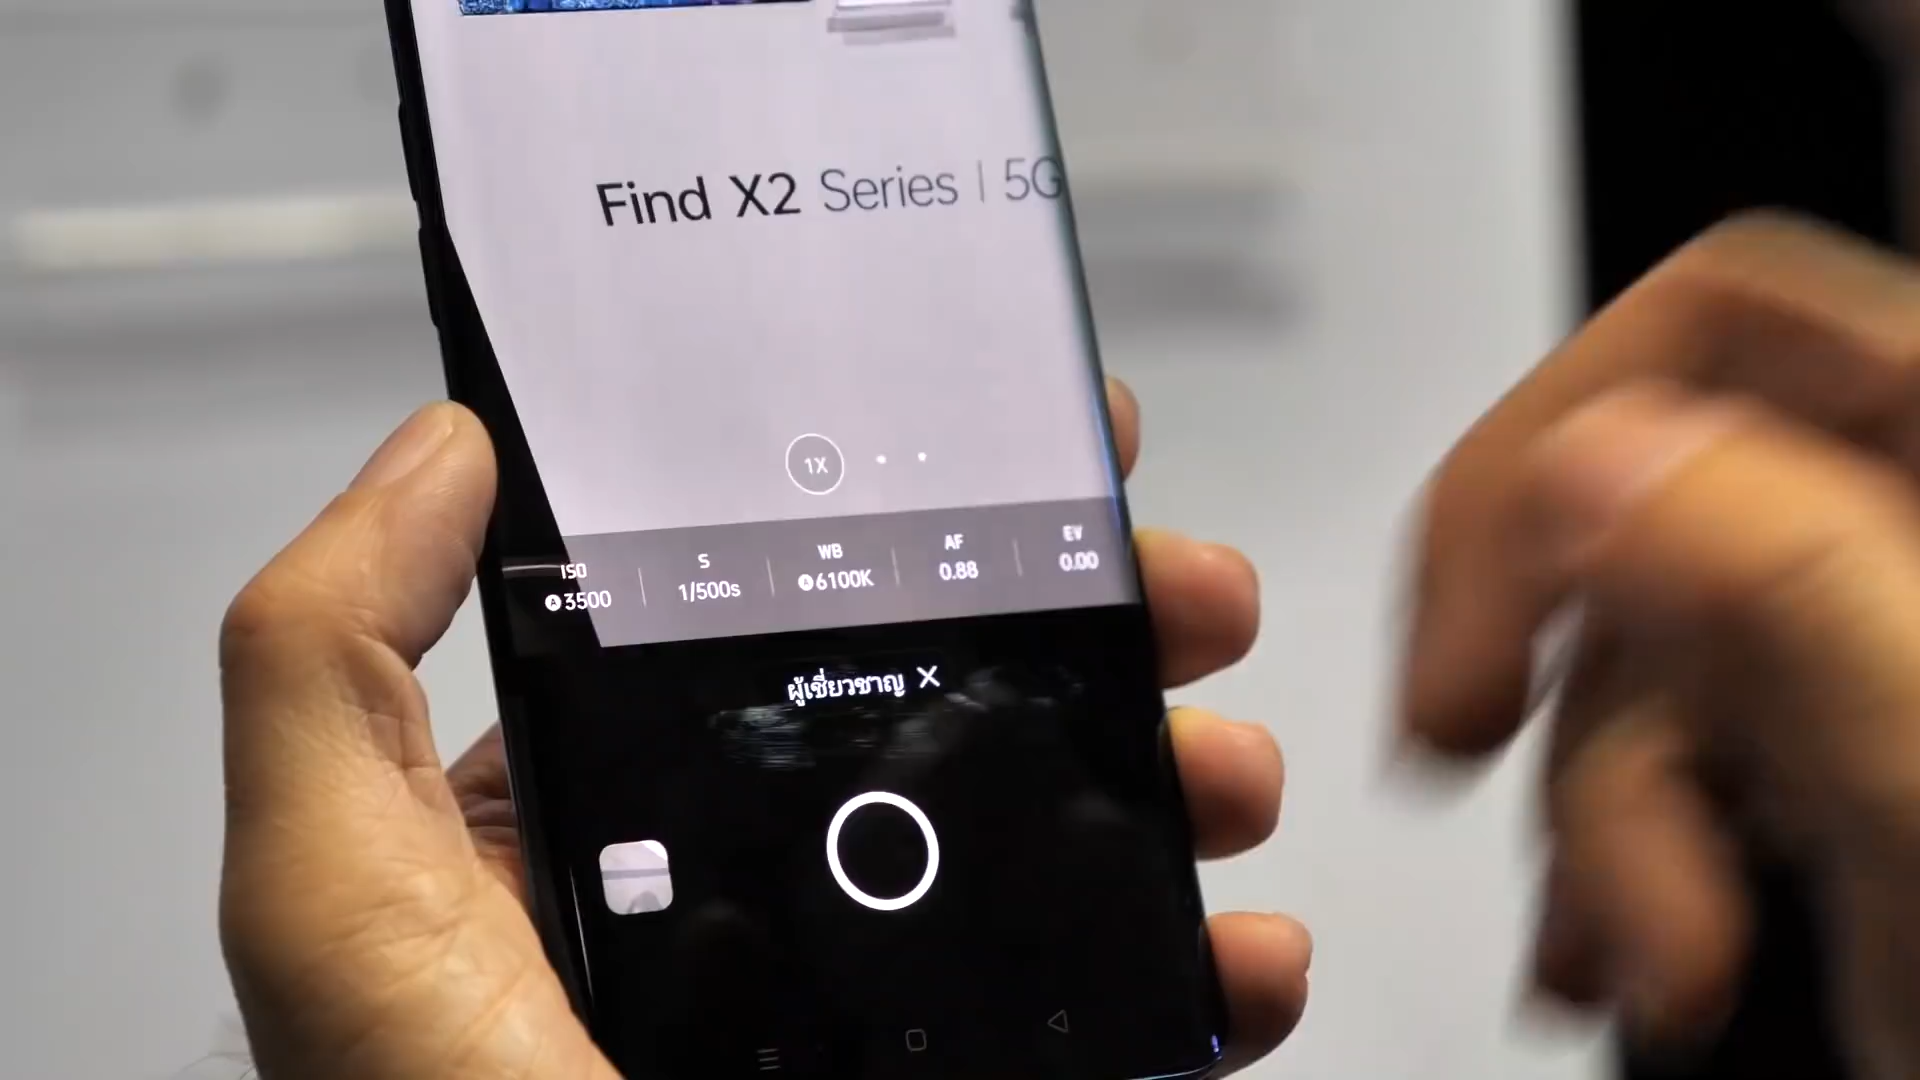 Find X2 Series | 5G
1X
ISO S WB AF EV
A 3500 1/500s A 6100K 0.88 0.00
ผู้เชี่ยวชาญ X